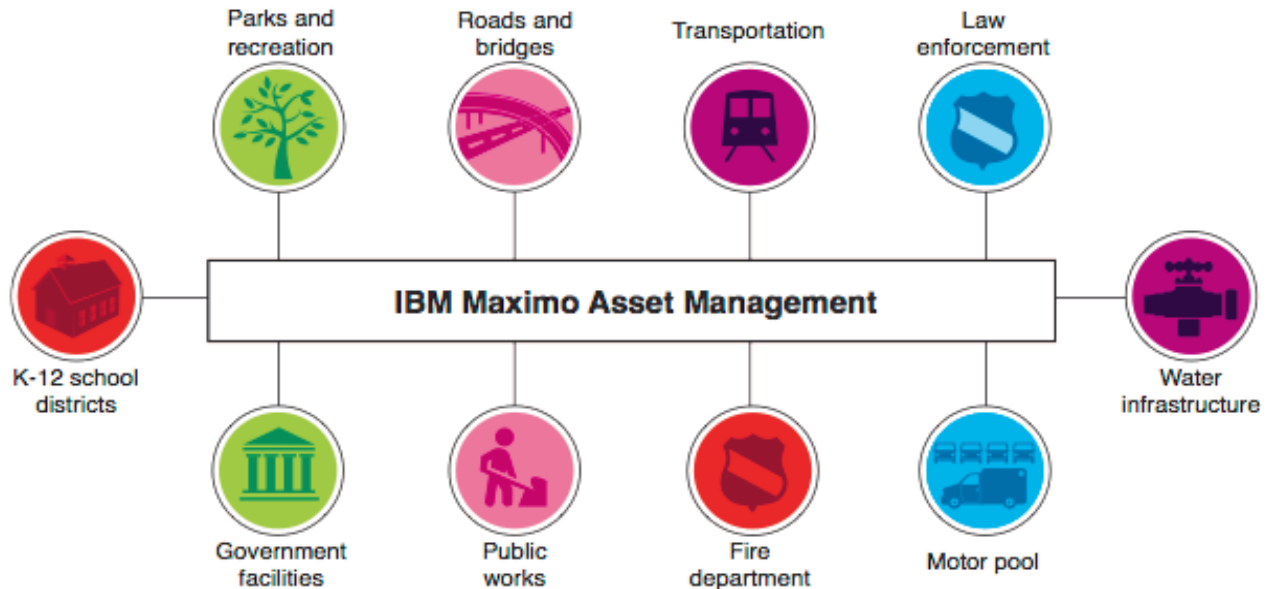 Parks and
recreation
Roads and
bridges
Transportation
Law
enforcement
IBM Maximo Asset Management
K-12 school
districts
Water
infrastructure
Government
facilities
Public
works
Fire
department
Motor pool